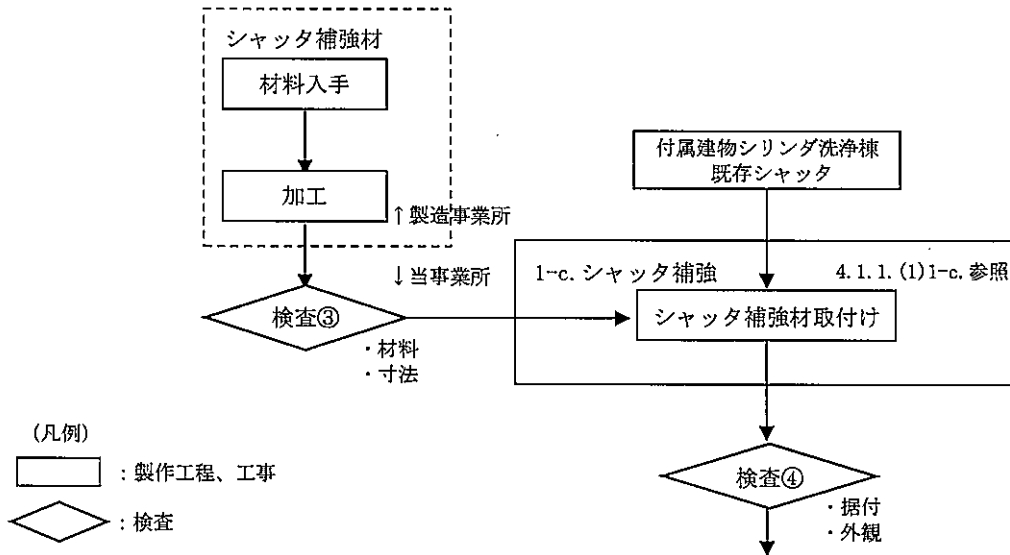 シャッタ補強材
材料入手
加工
↑製造事業所
↓当事業所
検査③
・材料
・寸法
付属建物シリンダ洗浄棟
既存シャッタ
1-c. シャッタ補強
4.1.1.(1)1-c. 参照
シャッタ補強材取付け
検査④
・据付
・外観
(凡例)
：製作工程、工事
：検査